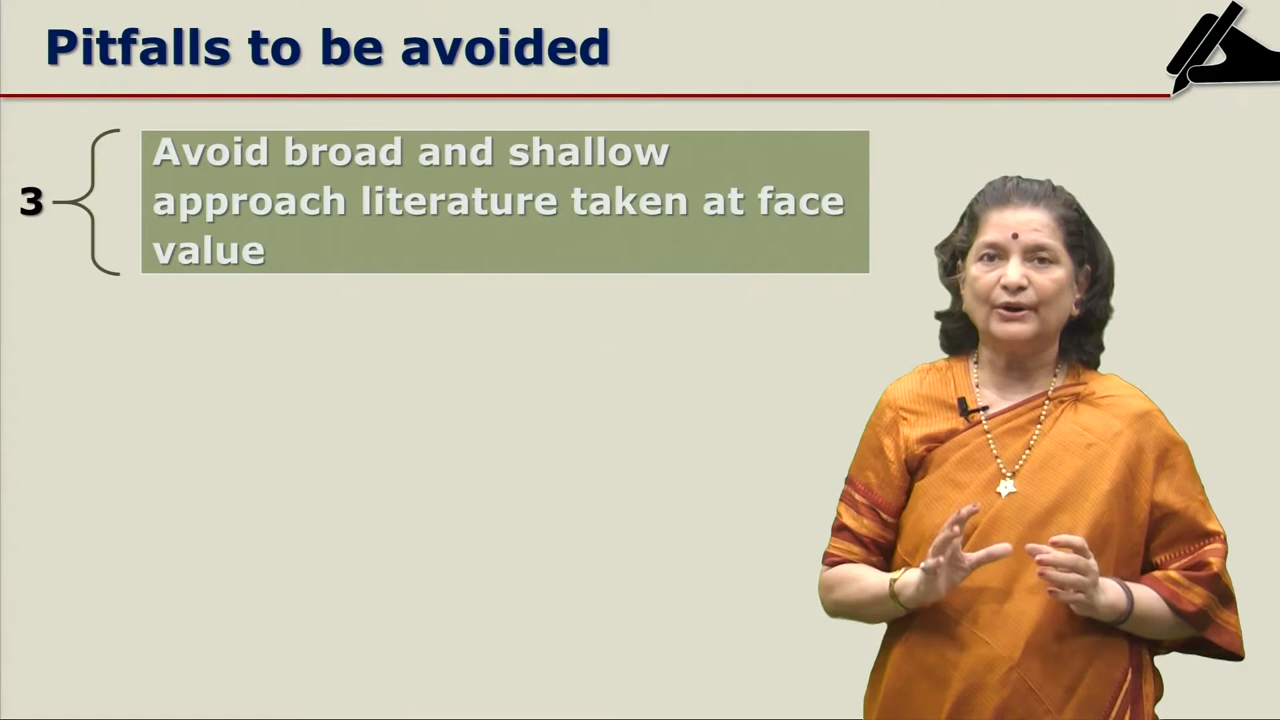 Pitfalls to be avoided
3
Avoid broad and shallow
approach literature taken at face
value